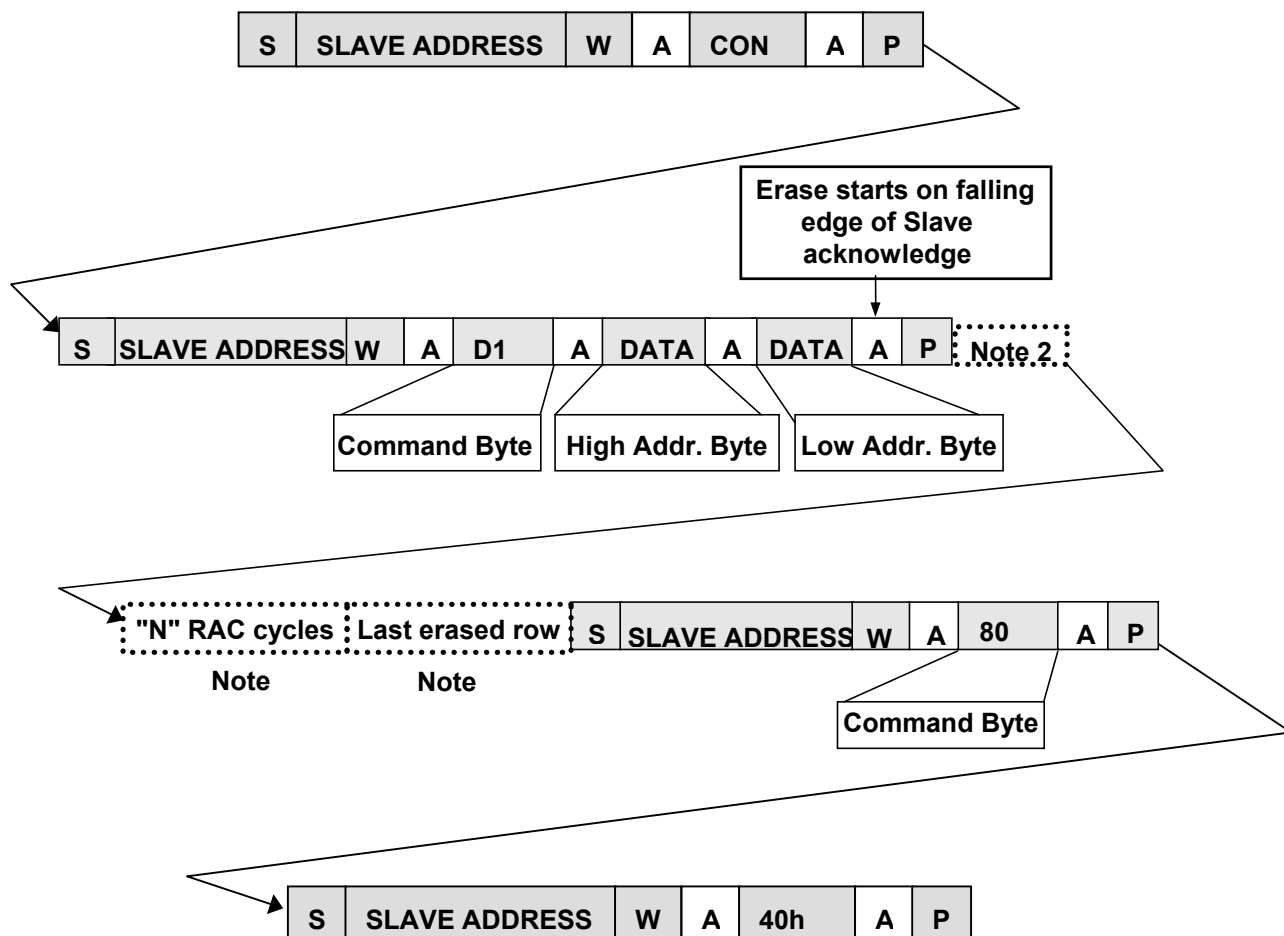 S SLAVE ADDRESS W A CON A P
Erase starts on falling
edge of Slave
acknowledge
S SLAVE ADDRESS W A D1 A DATA A DATA A P Note 2
Command Byte High Addr. Byte Low Addr. Byte
"N" RAC cycles Last erased row S SLAVE ADDRESS W A 80 A P
Note Note
Command Byte
S SLAVE ADDRESS W A 40h A P